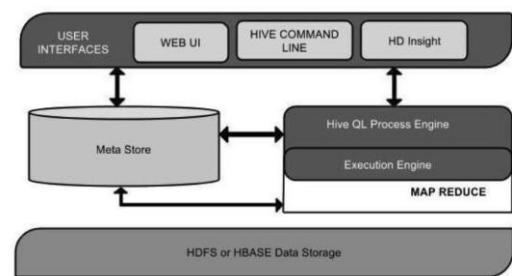 USER
INTERFACES
WEB UI
HIVE COMMAND
LINE
HD Insight
Meta Store
Hive QL Process Engine
Execution Engine
MAP REDUCE
HDFS or HBASE Data Storage